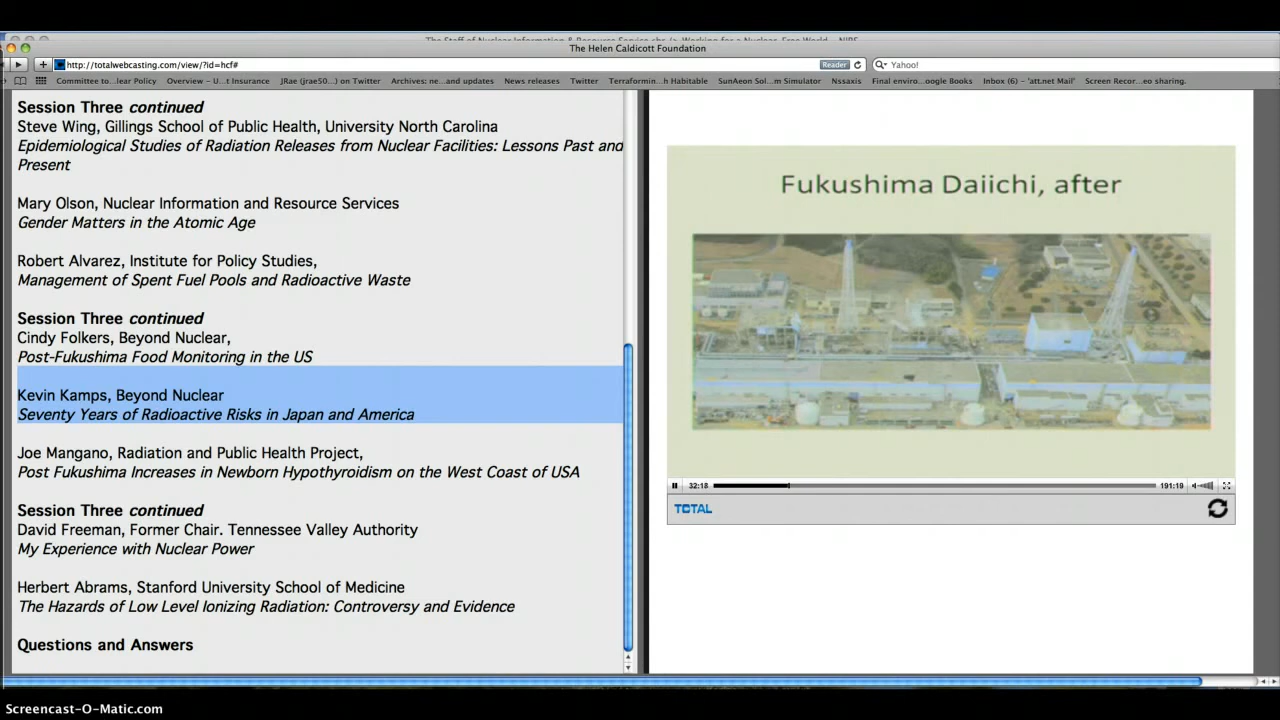 The Helen Caldicott Foundation
http://totalwebcasting.com/view/?id=hcf#
Reader
Yahoo!
Committee to...lear Policy Overview – U...t Insurance JRae (jrae50...) on Twitter Archives: ne...and updates News releases Twitter Terraformin...h Habitable SunAeon Sol...m Simulator Nssaxis Final enviro...oogle Books Inbox (6) – 'att.net Mail' Screen Recor...eo sharing.
Session Three continued
Steve Wing, Gillings School of Public Health, University North Carolina
Epidemiological Studies of Radiation Releases from Nuclear Facilities: Lessons Past and
Present
Mary Olson, Nuclear Information and Resource Services
Gender Matters in the Atomic Age
Robert Alvarez, Institute for Policy Studies,
Management of Spent Fuel Pools and Radioactive Waste
Session Three continued
Cindy Folkers, Beyond Nuclear,
Post-Fukushima Food Monitoring in the US
Kevin Kamps, Beyond Nuclear
Seventy Years of Radioactive Risks in Japan and America
Joe Mangano, Radiation and Public Health Project,
Post Fukushima Increases in Newborn Hypothyroidism on the West Coast of USA
Session Three continued
David Freeman, Former Chair. Tennessee Valley Authority
My Experience with Nuclear Power
Herbert Abrams, Stanford University School of Medicine
The Hazards of Low Level Ionizing Radiation: Controversy and Evidence
Questions and Answers
Fukushima Daiichi, after
32:18
191:19
TOTAL
Screencast-O-Matic.com